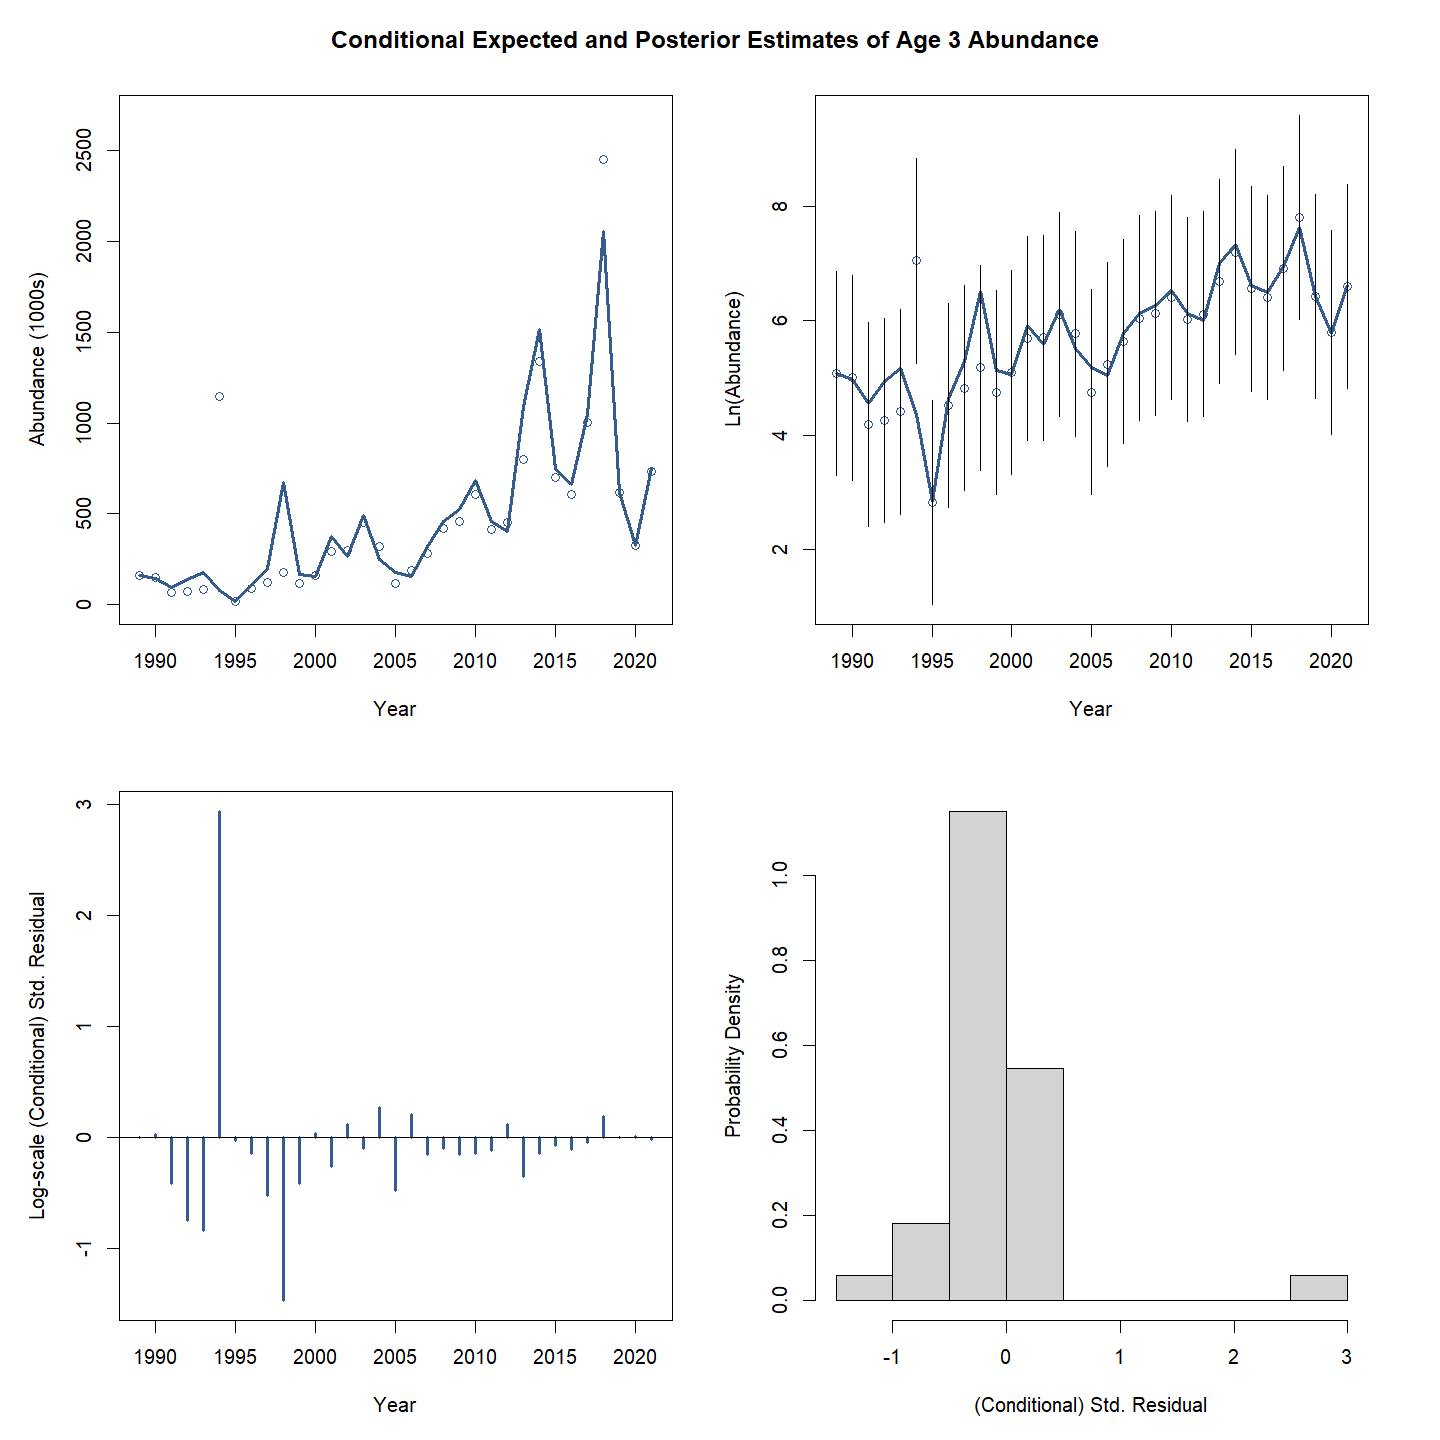 Conditional Expected and Posterior Estimates of Age 3 Abundance
Abundance (1000s)
2500
2000
1500
1000
500
0
1990 1995 2000 2005 2010 2015 2020
Year
Ln(Abundance)
8
6
4
2
1990 1995 2000 2005 2010 2015 2020
Year
Log-scale (Conditional) Std. Residual
3
2
1
0
-1
1990 1995 2000 2005 2010 2015 2020
Year
Probability Density
1.0
0.8
0.6
0.4
0.2
0.0
-1 0 1 2 3
(Conditional) Std. Residual